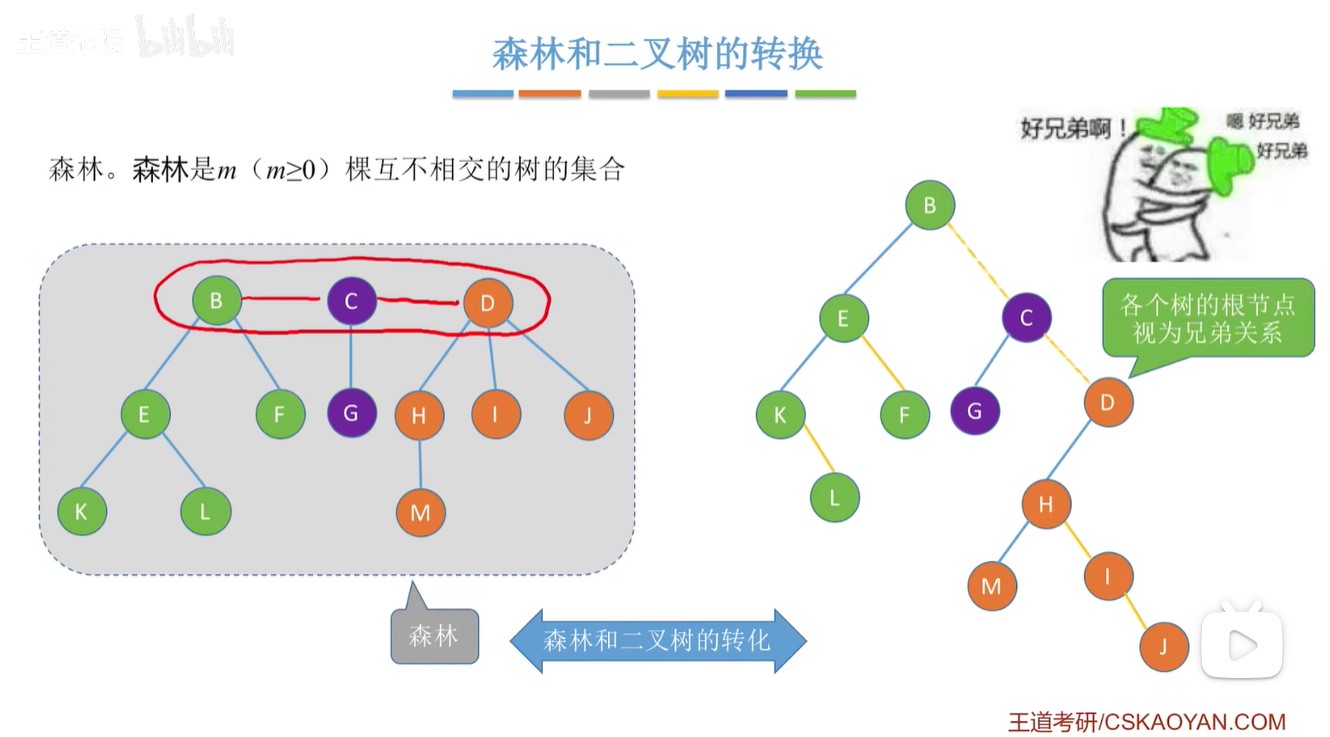 王道论坛 bilibili
森林和二叉树的转换
森林。森林是m（m≥0）棵互不相交的树的集合
好兄弟啊！
嗯 好兄弟
好兄弟
B
B C D
E C
各个树的根节点
视为兄弟关系
E F G H I J
K F G D
K L M
L H
M I
J
森林
森林和二叉树的转化
王道考研/CSKAOYAN.COM